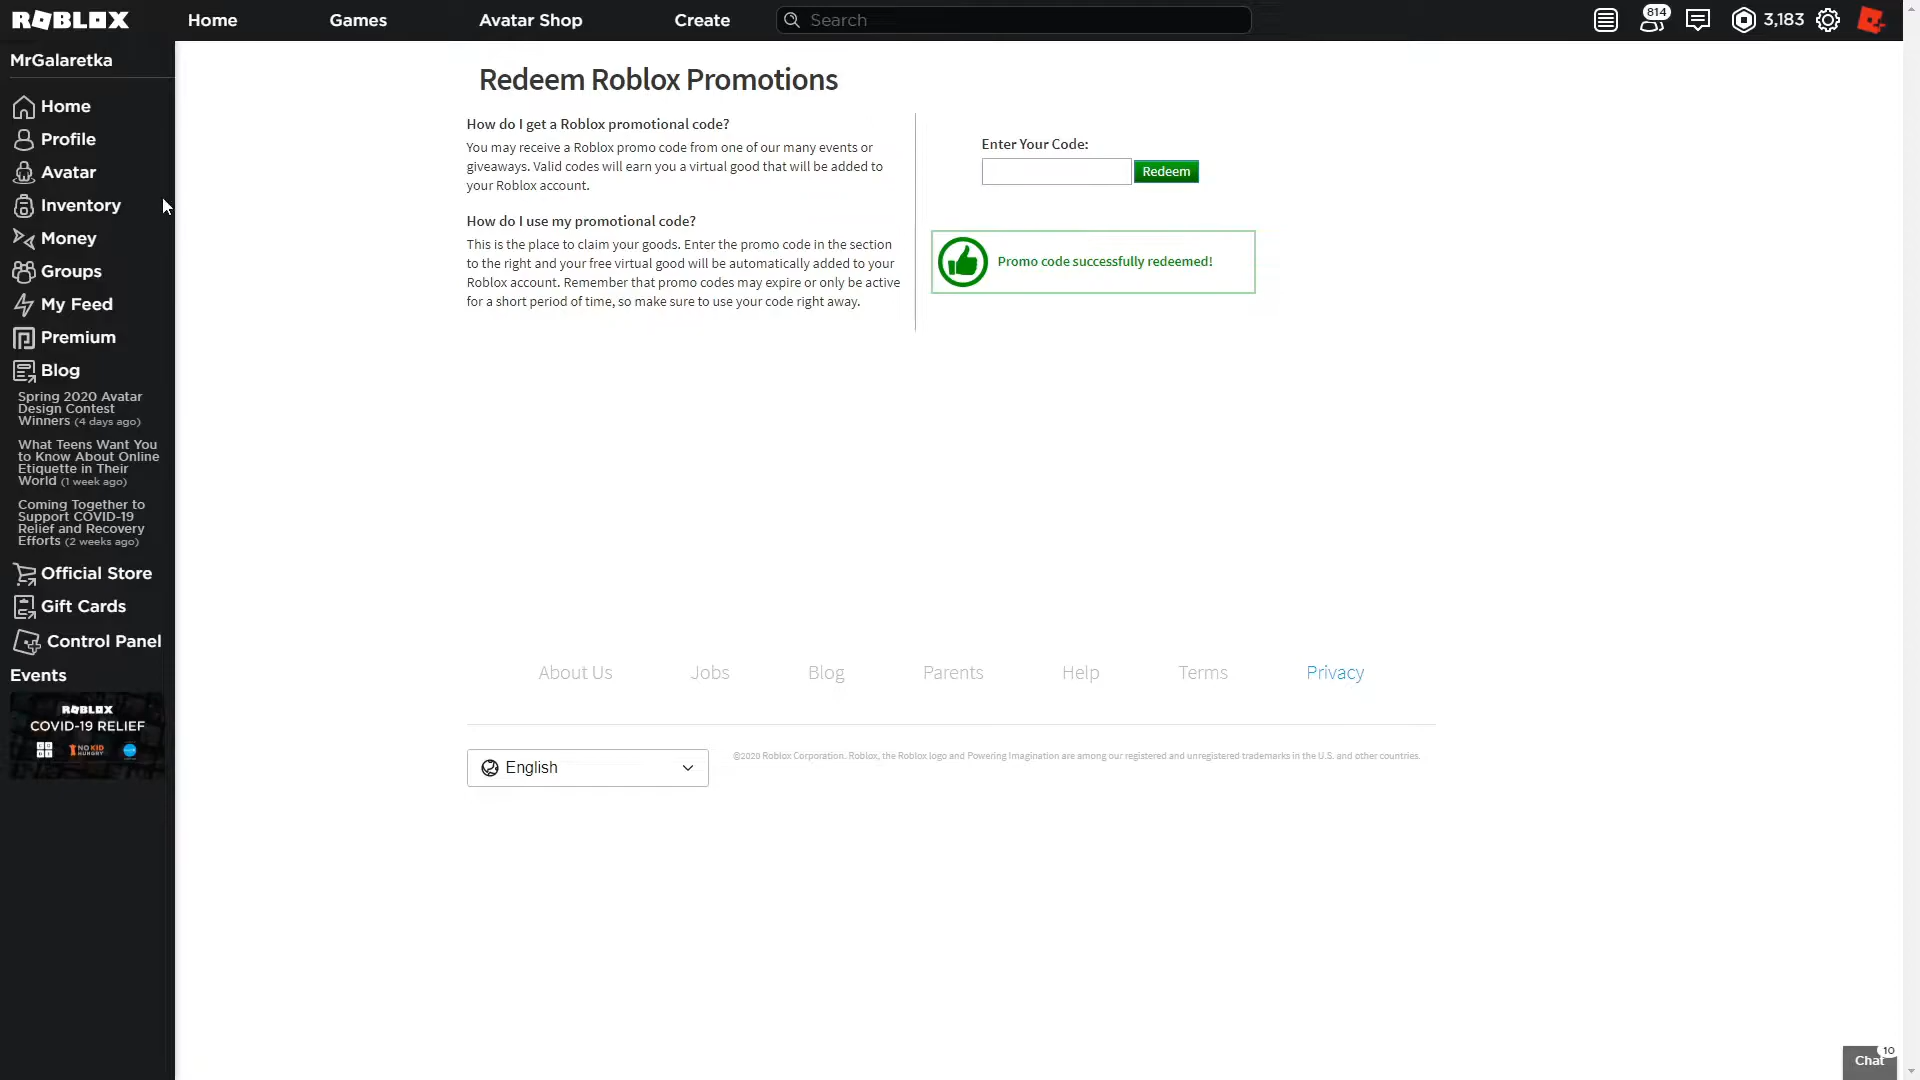 ROBLOX
Home
Games
Avatar Shop
Create
Search
814
3,183
MrGalaretka
Home
Profile
Avatar
Inventory
Money
Groups
My Feed
Premium
Blog
Spring 2020 Avatar
Design Contest
Winners (4 days ago)
What Teens Want You
to Know About Online
Etiquette in Their
World (1 week ago)
Coming Together to
Support COVID-19
Relief and Recovery
Efforts (2 weeks ago)
Official Store
Gift Cards
Control Panel
Events
ROBLOX
COVID-19 RELIEF
NO KID
HUNGRY
Redeem Roblox Promotions
How do I get a Roblox promotional code?
You may receive a Roblox promo code from one of our many events or
giveaways. Valid codes will earn you a virtual good that will be added to
your Roblox account.
How do I use my promotional code?
This is the place to claim your goods. Enter the promo code in the section
to the right and your free virtual good will be automatically added to your
Roblox account. Remember that promo codes may expire or only be active
for a short period of time, so make sure to use your code right away.
Enter Your Code:
Redeem
Promo code successfully redeemed!
About Us
Jobs
Blog
Parents
Help
Terms
Privacy
English
©2020 Roblox Corporation. Roblox, the Roblox logo and Powering Imagination are among our registered and unregistered trademarks in the U.S. and other countries.
Chat
10